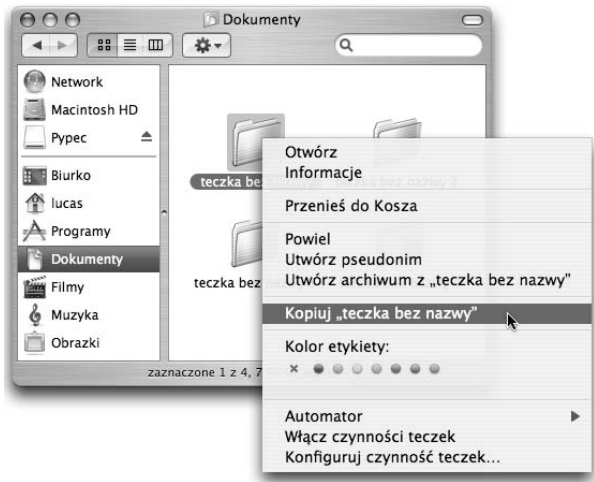 Dokumenty
Network
Macintosh HD
Pypec
Biurko
lucas
Programy
Dokumenty
Filmy
Muzyka
Obrazki
teczka be
teczka bez nazwy 2
teczka bez
zaznaczone 1 z 4, 7
Otwórz
Informacje
Przenieś do Kosza
Powiel
Utwórz pseudonim
Utwórz archiwum z „teczka bez nazwy”
Kopiuj „teczka bez nazwy”
Kolor etykiety:
Automator
Włącz czynności teczek
Konfiguruj czynność teczek...